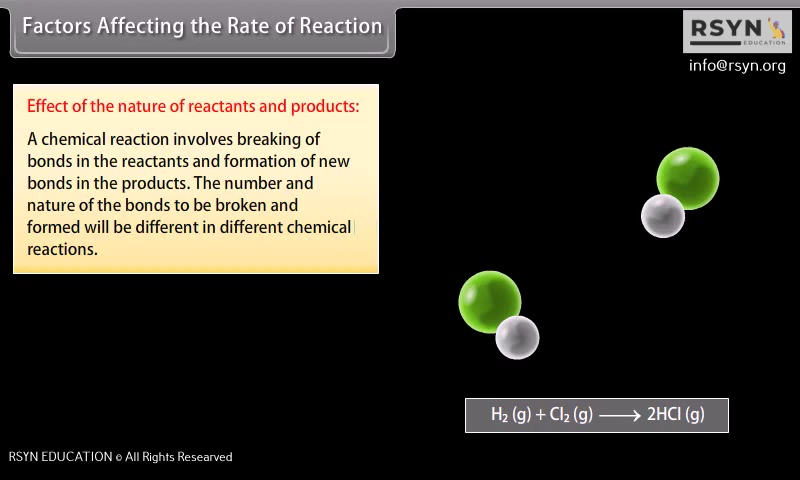 Factors Affecting the Rate of Reaction
RSYN
EDUCATION
info@rsyn.org
Effect of the nature of reactants and products:
A chemical reaction involves breaking of
bonds in the reactants and formation of new
bonds in the products. The number and
nature of the bonds to be broken and
formed will be different in different chemical
reactions.
H₂ (g) + Cl₂ (g) ⟶ 2HCl (g)
RSYN EDUCATION © All Rights Researved